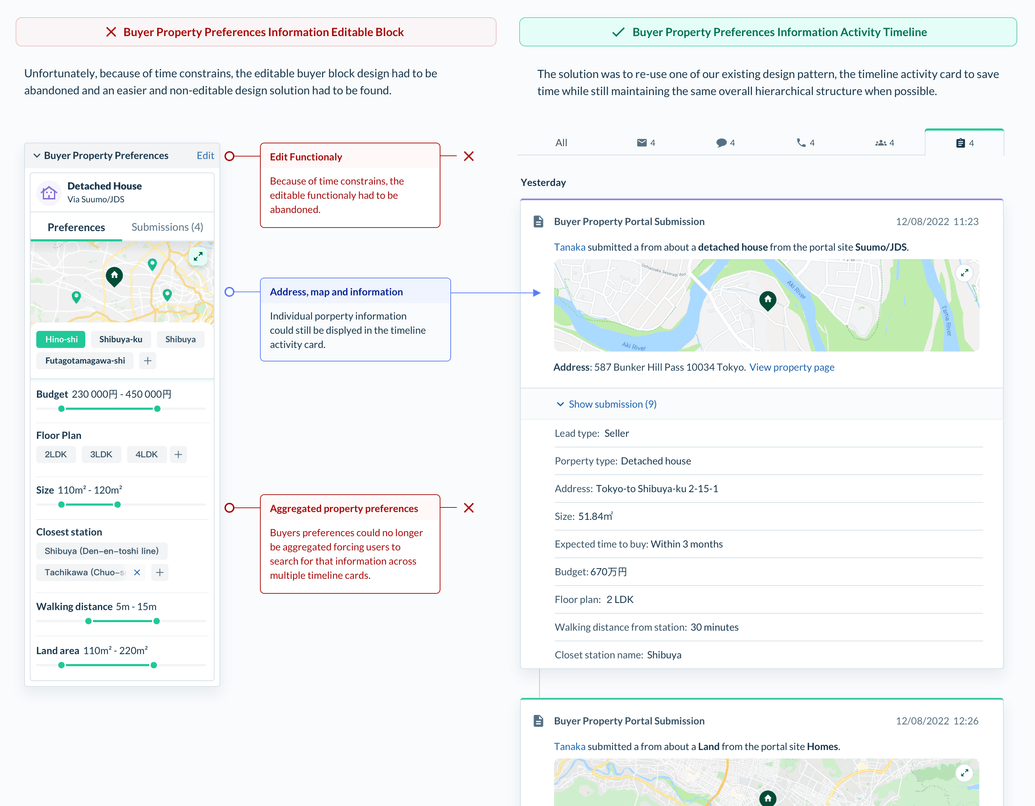 Buyer Property Preferences Information Editable Block
Unfortunately, because of time constrains, the editable buyer block design had to be
abandoned and an easier and non-editable design solution had to be found.
Buyer Property Preferences
Edit
Detached House
Via Suumo/JDS
Preferences
Submissions (4)
Hino-shi
Shibuya-ku
Shibuya
Futagotamagawa-shi
Budget 230 000円 - 450 000円
Floor Plan
2LDK
3LDK
4LDK
Size 110m² - 120m²
Closest station
Shibuya (Den-en-toshi line)
Tachikawa (Chuo-s
Walking distance 5m - 15m
Land area 110m² - 220m²
Edit Functionaly
Because of time constrains, the
editable functionaly had to be
abandoned.
Address, map and information
Individual porperty information
could still be displyed in the timeline
activity card.
Aggregated property preferences
Buyers preferences could no longer
be aggregated forcing users to
search for that information across
multiple timeline cards.
Buyer Property Preferences Information Activity Timeline
The solution was to re-use one of our existing design pattern, the timeline activity card to save
time while still maintaining the same overall hierarchical structure when possible.
All
4
4
4
4
4
Yesterday
Buyer Property Portal Submission
12/08/2022 11:23
Tanaka submitted a from about a detached house from the portal site Suumo/JDS.
Aki River
Aki River
Address: 587 Bunker Hill Pass 10034 Tokyo. View property page
Show submission (9)
Lead type: Seller
Porperty type: Detached house
Address: Tokyo-to Shibuya-ku 2-15-1
Size: 51.84㎡
Expected time to buy: Within 3 months
Budget: 670万円
Floor plan: 2 LDK
Walking distance from station: 30 minutes
Closet station name: Shibuya
Buyer Property Portal Submission
12/08/2022 12:26
Tanaka submitted a from about a Land from the portal site Homes.